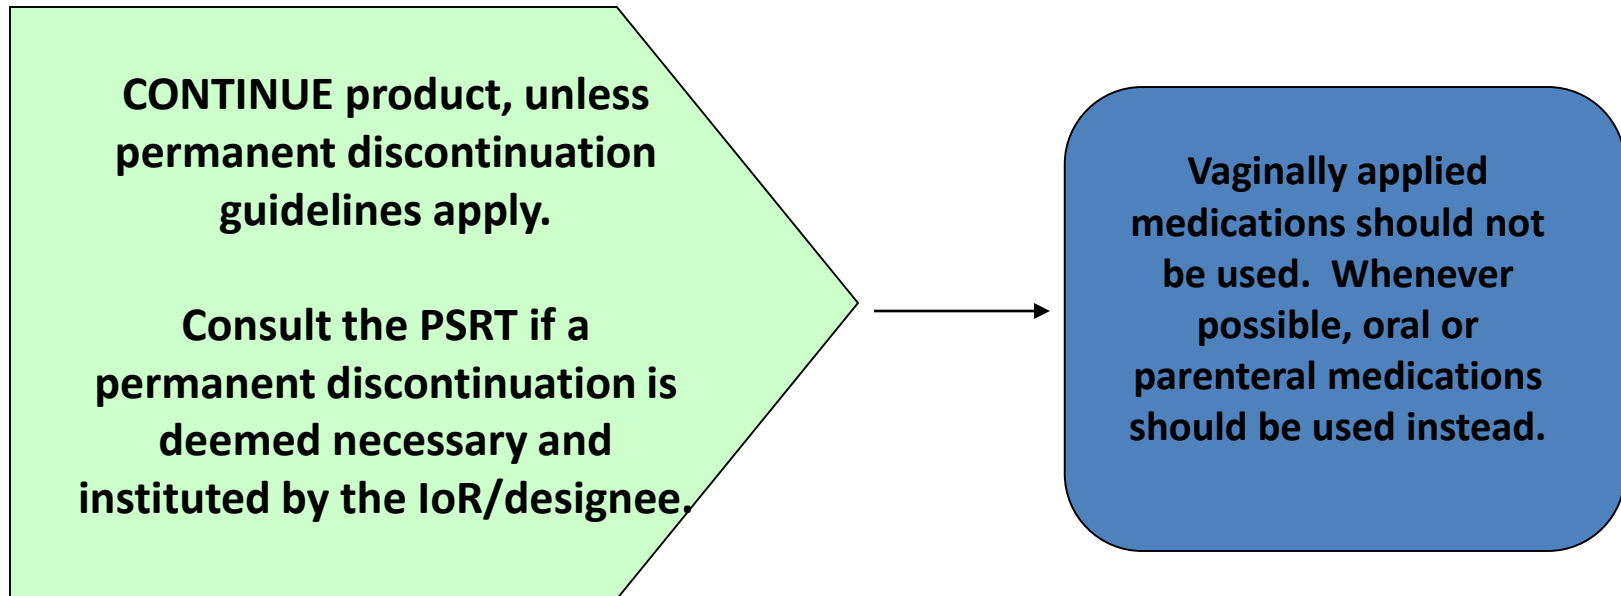 CONTINUE product, unless
permanent discontinuation
guidelines apply.
Consult the PSRT if a
permanent discontinuation is
deemed necessary and
instituted by the IoR/designee.
Vaginally applied
medications should not
be used.  Whenever
possible, oral or
parenteral medications
should be used instead.